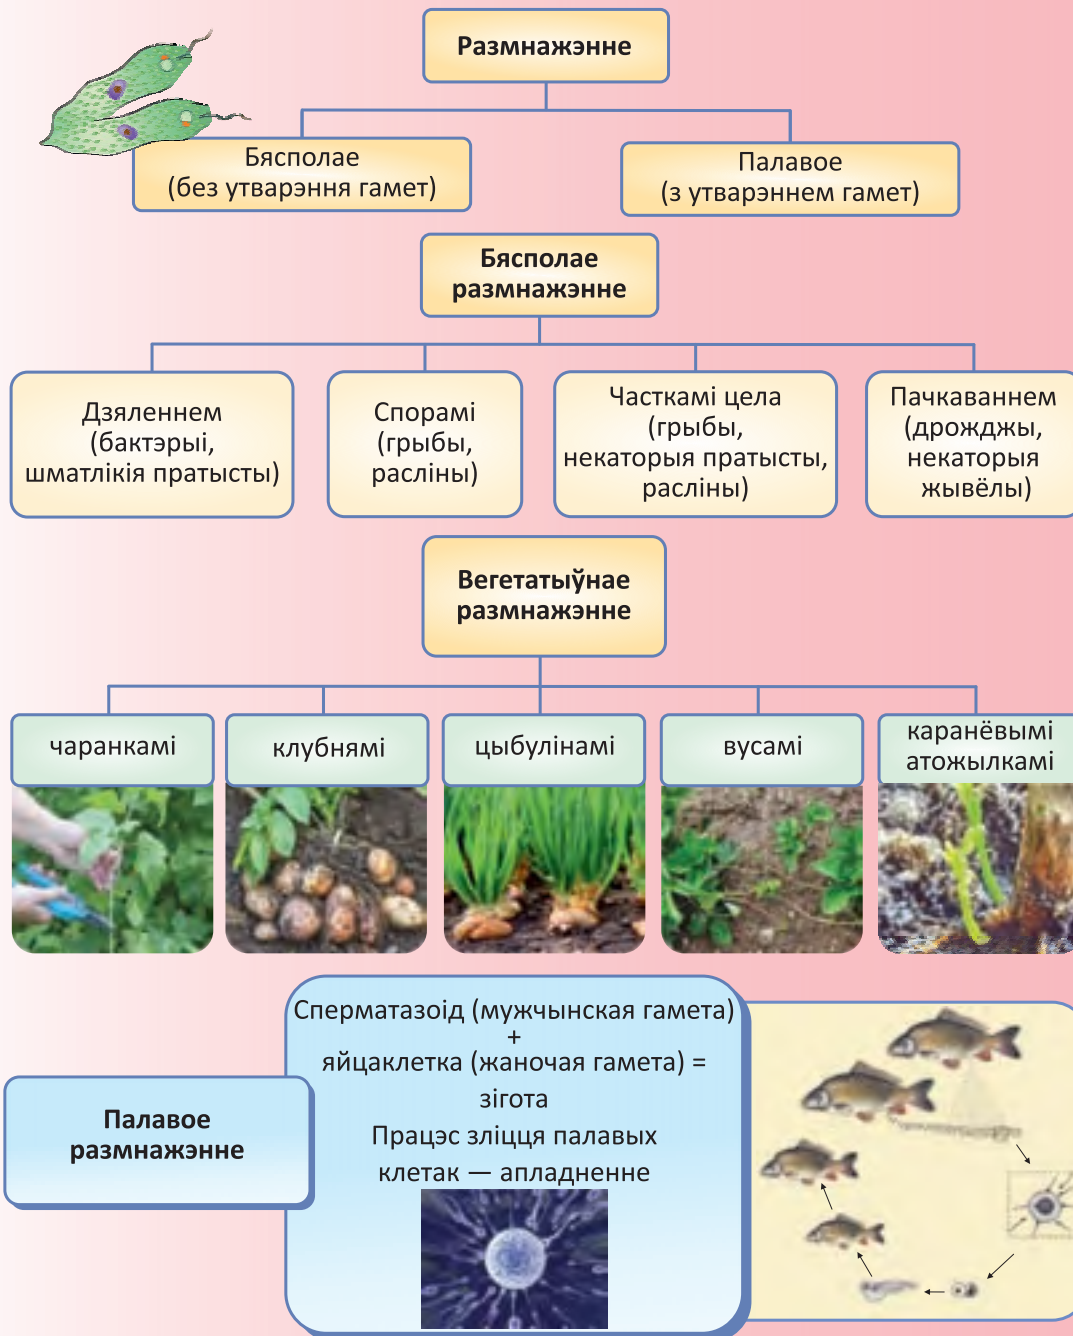 Размнажэнне
Бясполае
(без утварэння гамет)
Палавое
(з утварэннем гамет)
Бясполае
размнажэнне
Дзяленнем
(бактэрыі,
шматлікія пратысты)
Спорамі
(грыбы,
расліны)
Часткамі цела
(грыбы,
некаторыя пратысты,
расліны)
Пачкаваннем
(дрожджы,
некаторыя
жывёлы)
Вегетатыўнае
размнажэнне
чаранкамі
клубнямі
цыбулінамі
вусамі
каранёвымі
атожылкамі
Палавое
размнажэнне
Сперматазоід (мужчынская гамета)
+
яйцаклетка (жаночая гамета) =
зігота
Працэс зліцця палавых
клетак — апладненне